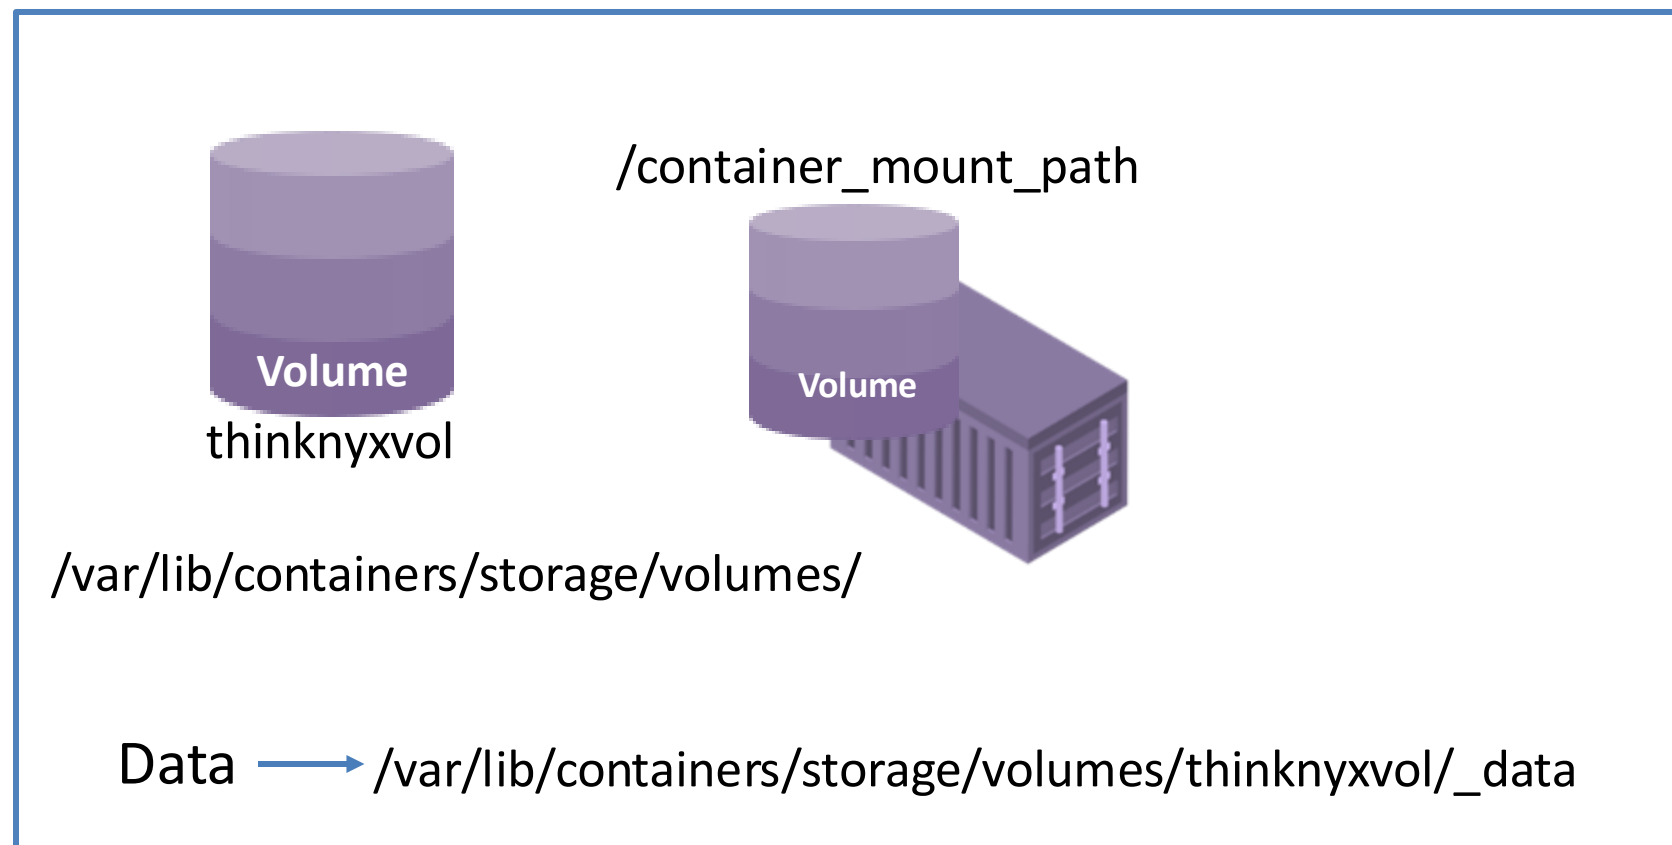 /container_mount_path
Volume
Volume
thinknyxvol
/var/lib/containers/storage/volumes/
Data
/var/lib/containers/storage/volumes/thinknyxvol/_data